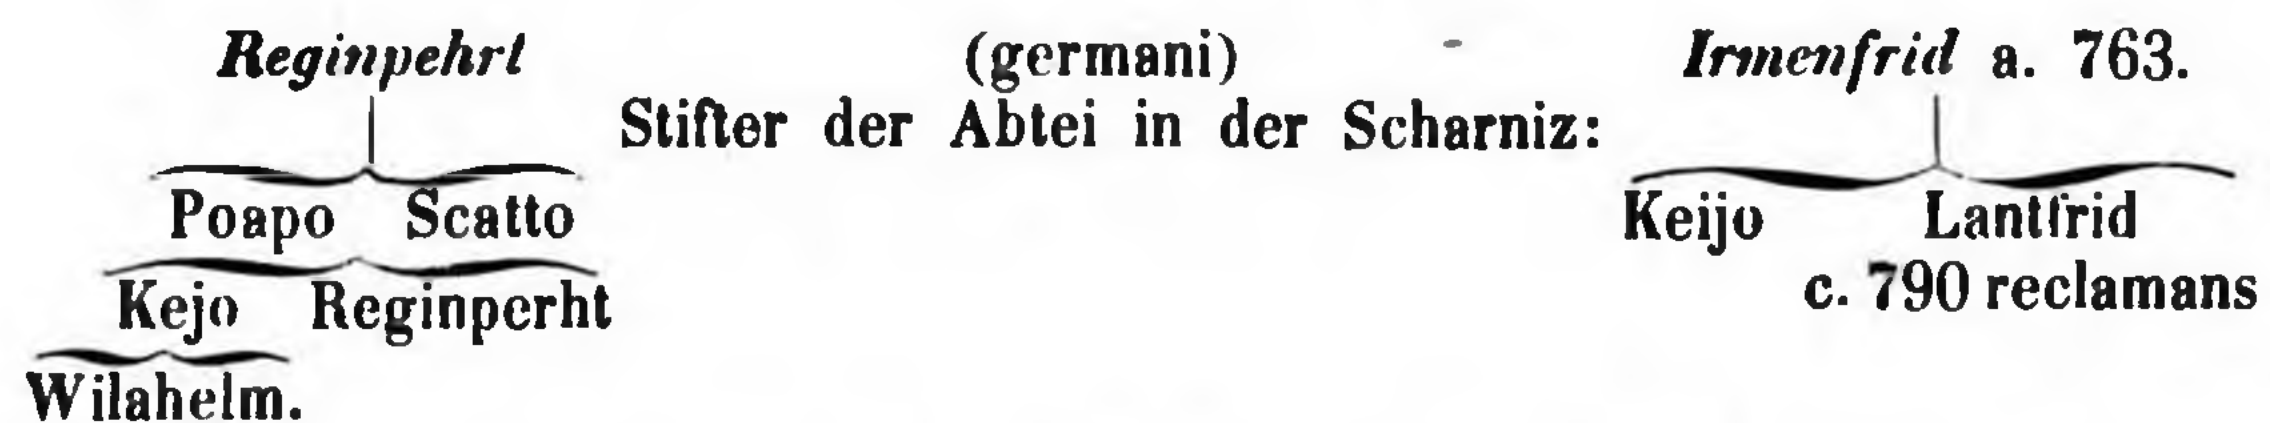 Reginpehrt (germani) - Irmenfrid a. 763.
Stifter der Abtei in der Scharniz:
Poapo Scatto Keijo Lantfrid
Kejo Reginperht c. 790 reclamans
Wilahelm.